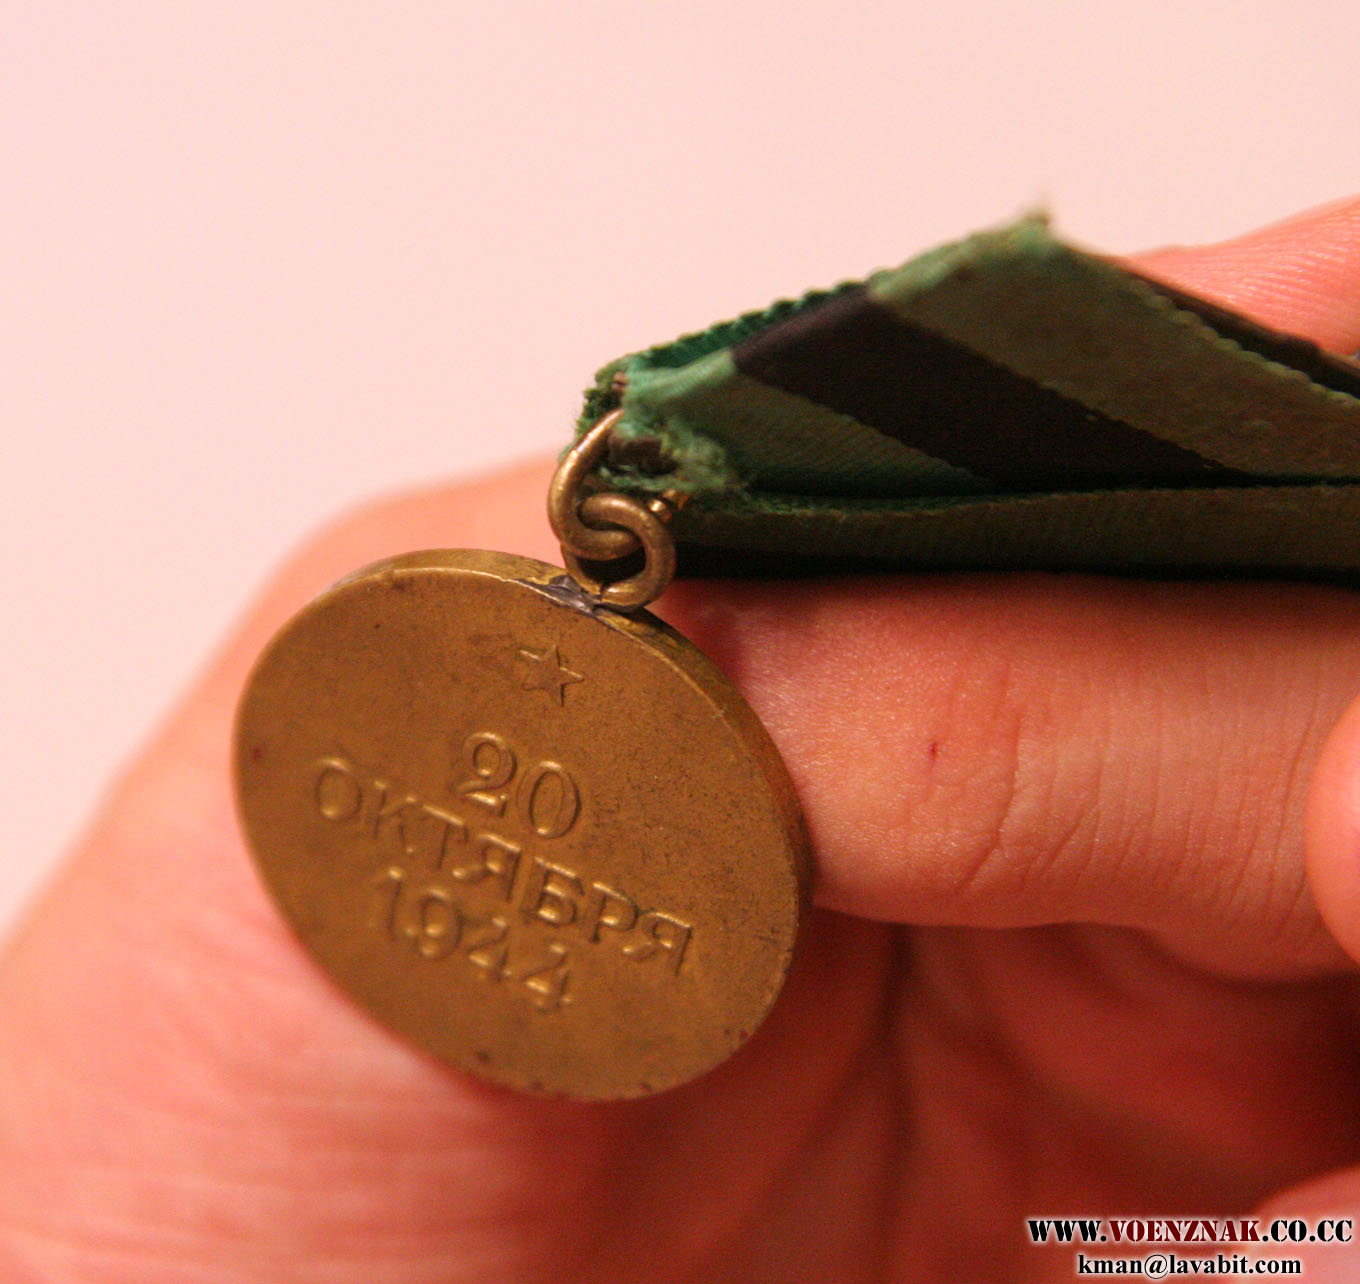 20
ОКТЯБРЯ
1944
WWW.VOENZNAK.CO.CC
kman@lavabit.com